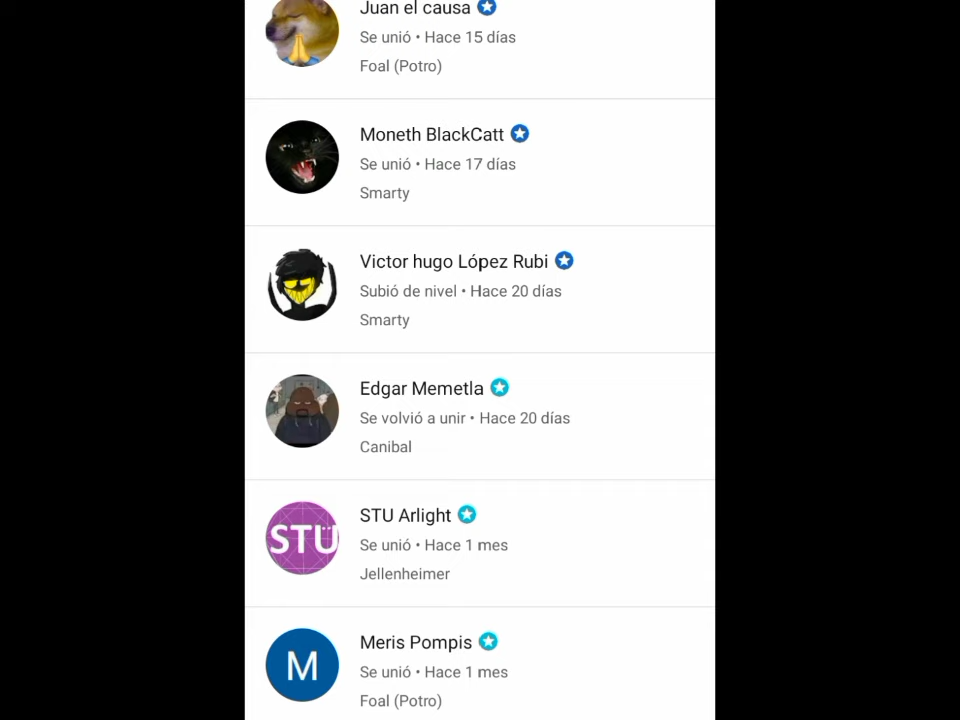 Juan el causa
Se unió • Hace 15 días
Foal (Potro)
Moneth BlackCatt
Se unió • Hace 17 días
Smarty
Victor hugo López Rubi
Subió de nivel • Hace 20 días
Smarty
Edgar Memetla
Se volvió a unir • Hace 20 días
Canibal
STU
STU Arlight
Se unió • Hace 1 mes
Jellenheimer
M
Meris Pompis
Se unió • Hace 1 mes
Foal (Potro)